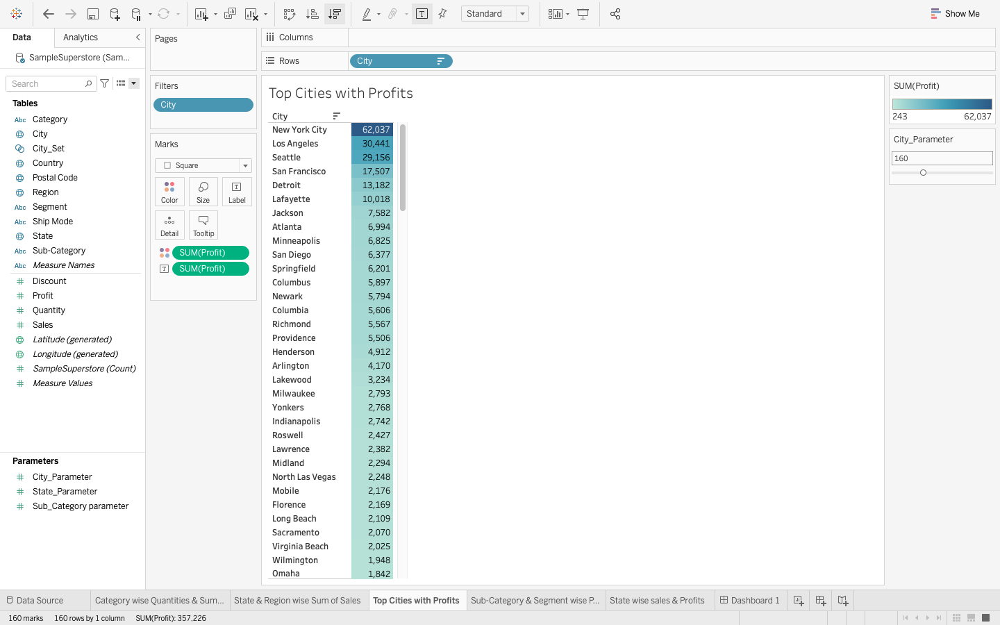 Standard
Show Me
Data
Analytics
SampleSuperstore (Sam...
Search
Tables
Abc Category
City
City_Set
Country
Postal Code
Region
Abc Segment
Abc Ship Mode
State
Abc Sub-Category
Abc Measure Names
Discount
Profit
Quantity
Sales
Latitude (generated)
Longitude (generated)
SampleSuperstore (Count)
Measure Values
Parameters
City_Parameter
State_Parameter
Sub_Category parameter
Pages
Filters
City
Marks
Square
Color Size Label
Detail Tooltip
SUM(Profit)
SUM(Profit)
Columns
Rows
City
Top Cities with Profits
City
New York City 62,037
Los Angeles 30,441
Seattle 29,156
San Francisco 17,507
Detroit 13,182
Lafayette 10,018
Jackson 7,582
Atlanta 6,994
Minneapolis 6,825
San Diego 6,377
Springfield 6,201
Columbus 5,897
Newark 5,794
Columbia 5,606
Richmond 5,567
Providence 5,506
Henderson 4,912
Arlington 4,170
Lakewood 3,234
Milwaukee 2,793
Yonkers 2,768
Indianapolis 2,742
Roswell 2,427
Lawrence 2,382
Midland 2,294
North Las Vegas 2,248
Mobile 2,176
Florence 2,169
Long Beach 2,109
Sacramento 2,070
Virginia Beach 2,025
Wilmington 1,948
Omaha 1,842
SUM(Profit)
243 62,037
City_Parameter
160
Data Source
Category wise Quantities & Sum...
State & Region wise Sum of Sales
Top Cities with Profits
Sub-Category & Segment wise P...
State wise sales & Profits
Dashboard 1
160 marks
160 rows by 1 column
SUM(Profit): 357,226